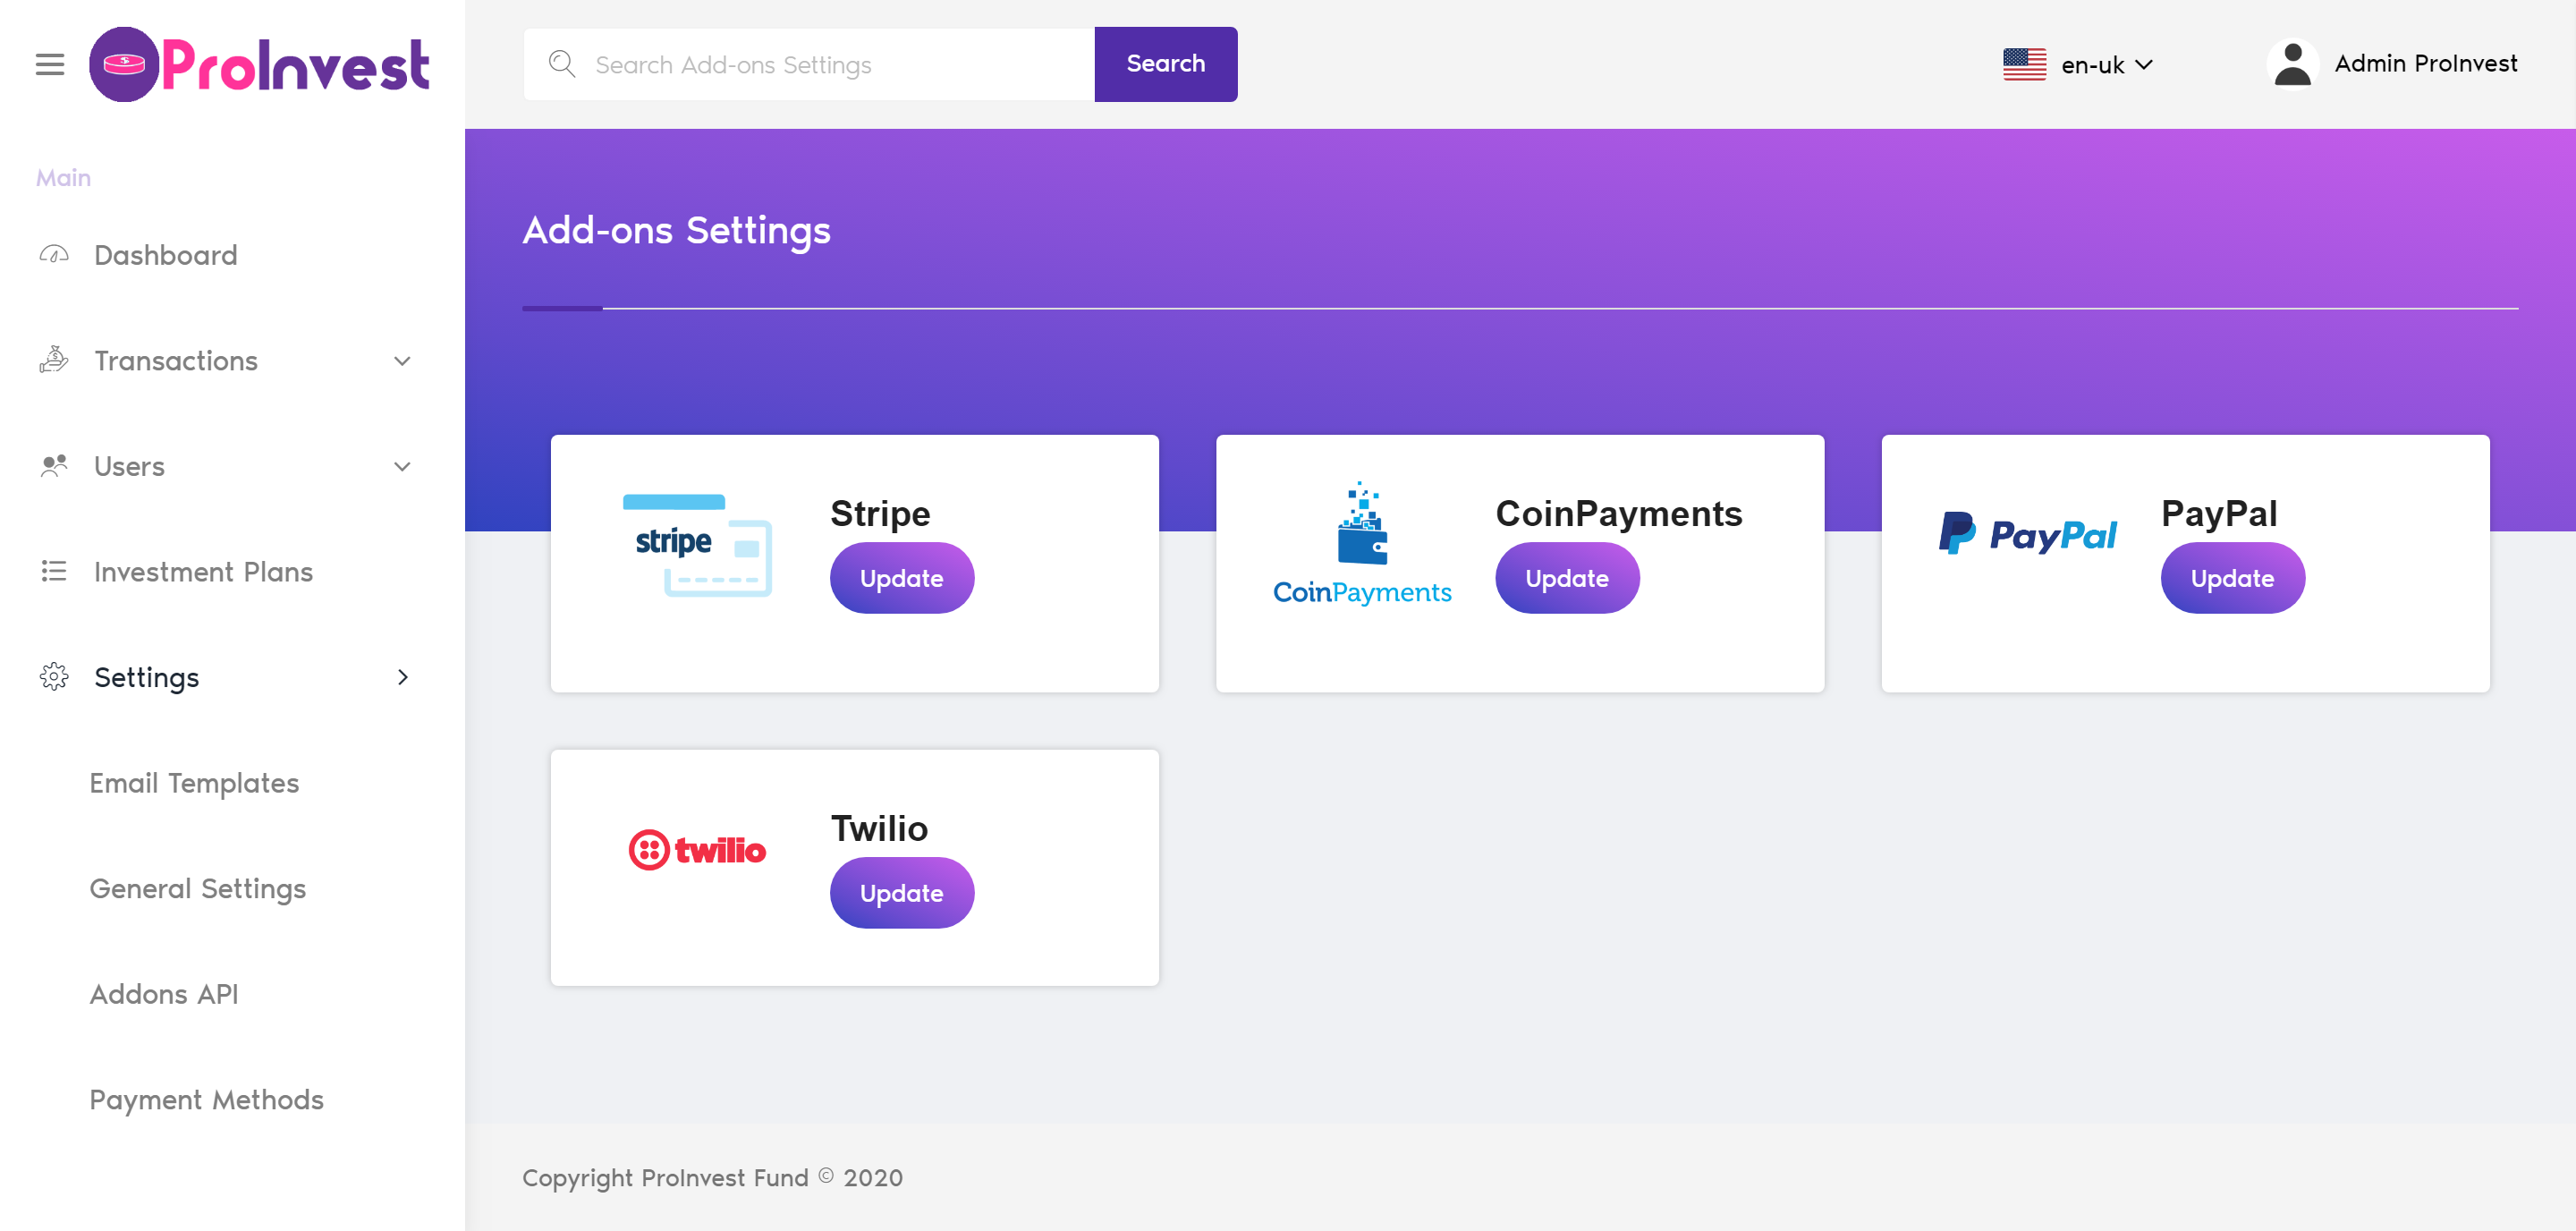 ProInvest
Search Add-ons Settings
Search
en-uk
Admin ProInvest
Main
Dashboard
Transactions
Users
Investment Plans
Settings
Email Templates
General Settings
Addons API
Payment Methods
Add-ons Settings
stripe
Stripe
Update
CoinPayments
CoinPayments
Update
PayPal
PayPal
Update
twilio
Twilio
Update
Copyright ProInvest Fund © 2020